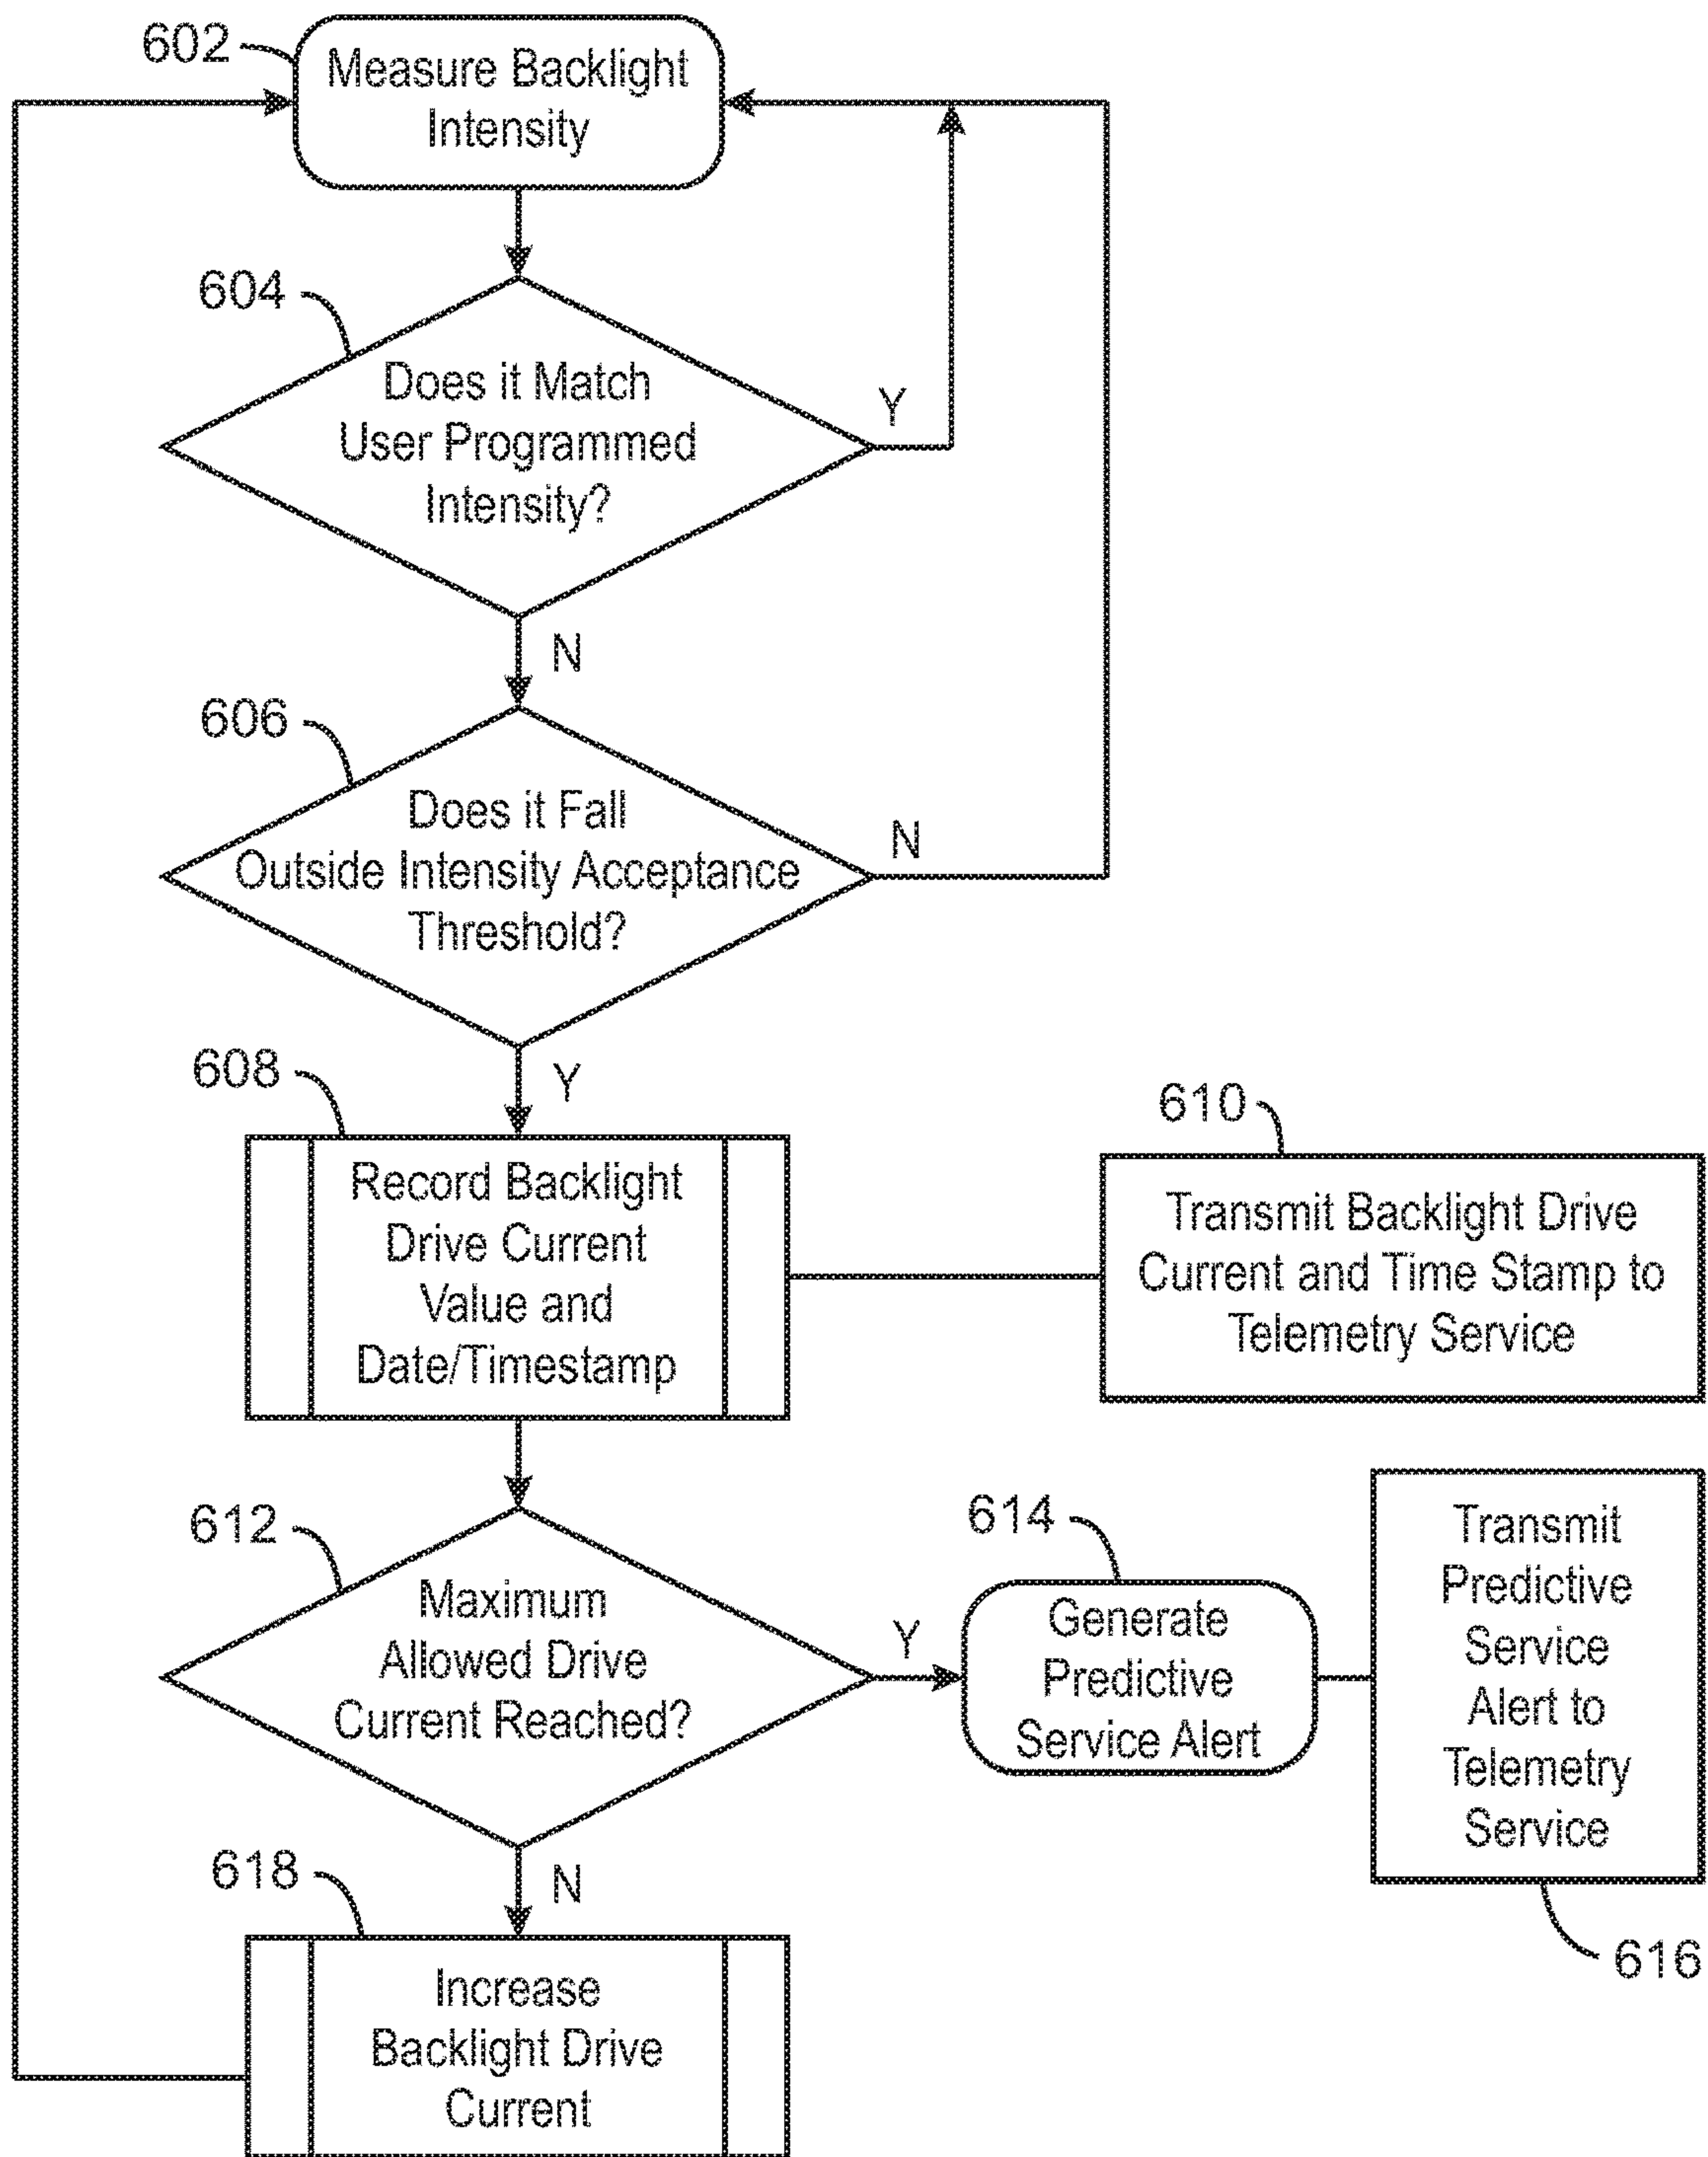 602
Measure Backlight
Intensity
604
Does it Match
User Programmed
Intensity?
Y
N
606
Does it Fall
Outside Intensity Acceptance
Threshold?
N
Y
608
Record Backlight
Drive Current
Value and
Date/Timestamp
610
Transmit Backlight Drive
Current and Time Stamp to
Telemetry Service
612
Maximum
Allowed Drive
Current Reached?
Y
614
Generate
Predictive
Service Alert
Transmit
Predictive
Service
Alert to
Telemetry
Service
616
N
618
Increase
Backlight Drive
Current